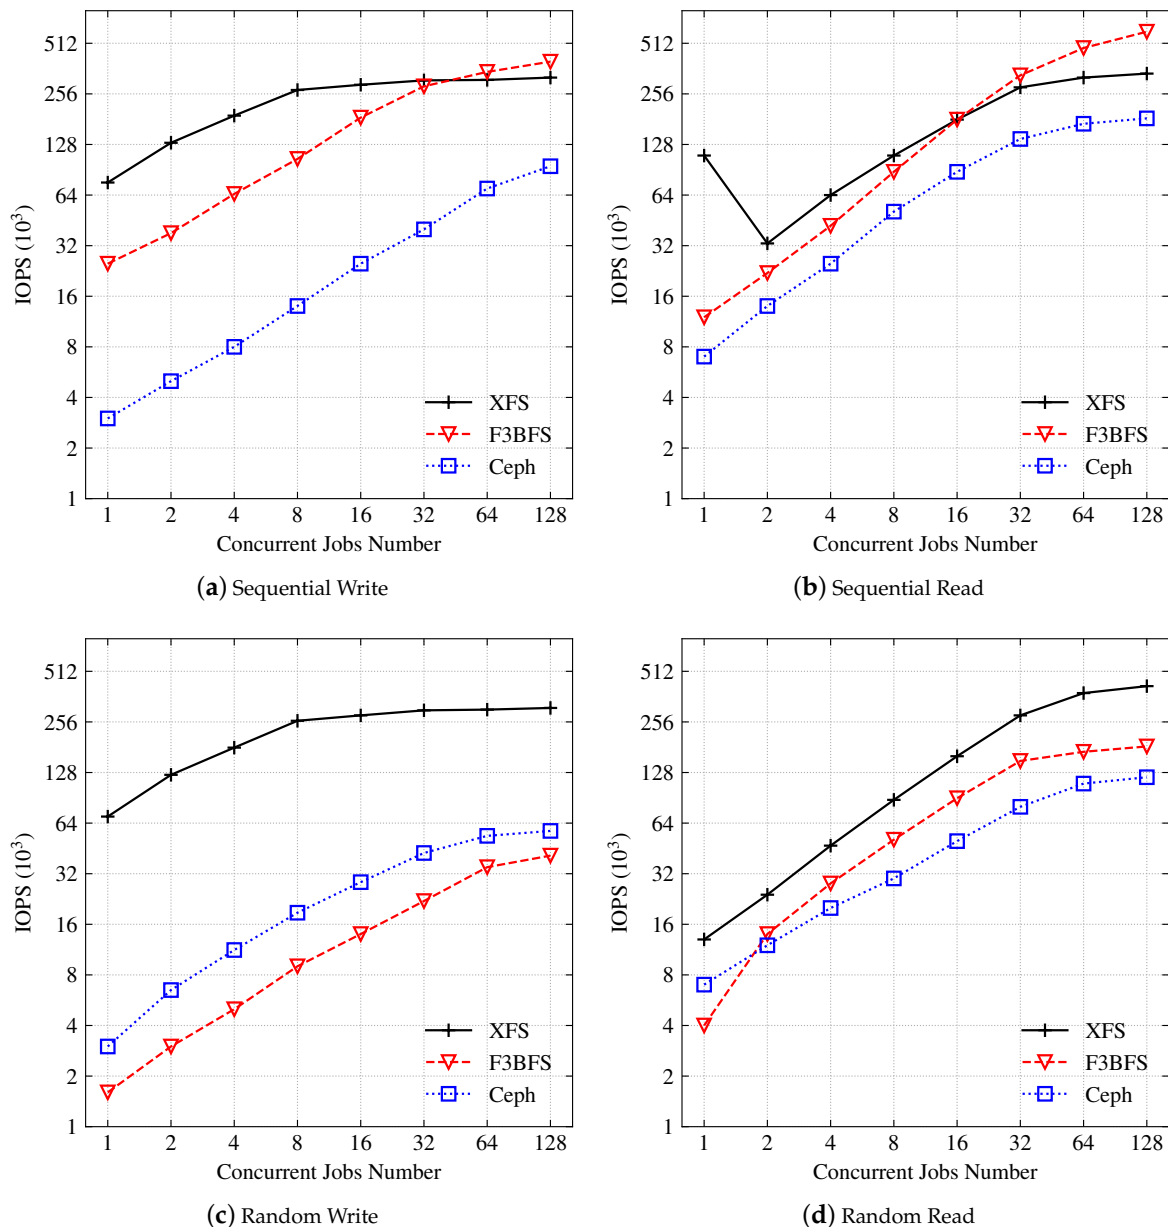 512
256
128
64
32
16
8
4
2
1
IOPS (10³)
XFS
F3BFS
Ceph
1 2 4 8 16 32 64 128
Concurrent Jobs Number
(a) Sequential Write
512
256
128
64
32
16
8
4
2
1
IOPS (10³)
XFS
F3BFS
Ceph
1 2 4 8 16 32 64 128
Concurrent Jobs Number
(b) Sequential Read
512
256
128
64
32
16
8
4
2
1
IOPS (10³)
XFS
F3BFS
Ceph
1 2 4 8 16 32 64 128
Concurrent Jobs Number
(c) Random Write
512
256
128
64
32
16
8
4
2
1
IOPS (10³)
XFS
F3BFS
Ceph
1 2 4 8 16 32 64 128
Concurrent Jobs Number
(d) Random Read